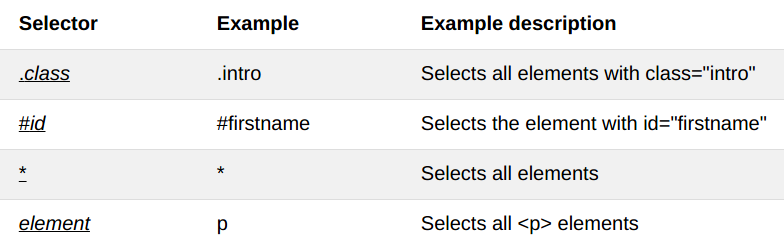 Selector Example Example description
.class .intro Selects all elements with class="intro"
#id #firstname Selects the element with id="firstname"
* * Selects all elements
element p Selects all <p> elements